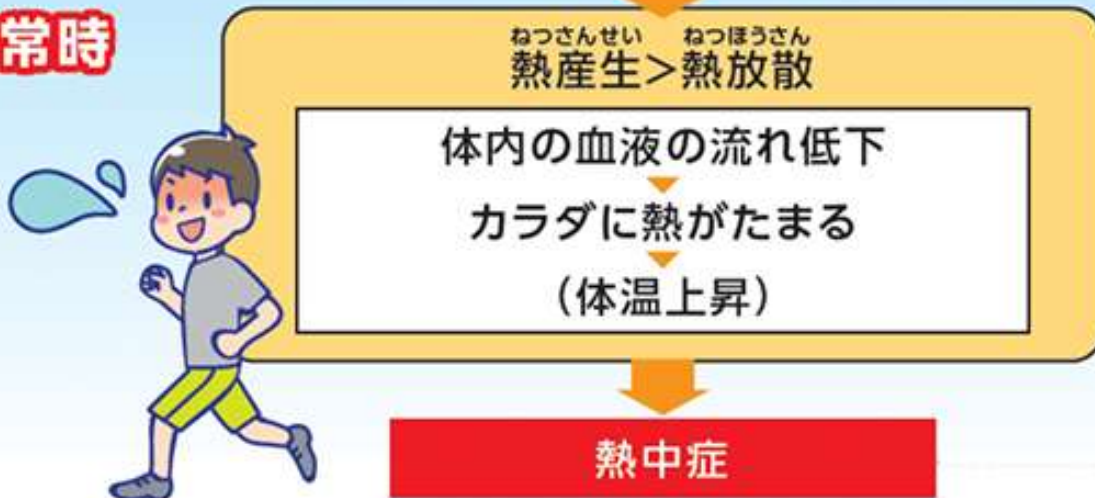 常時
ねつさんせい ねつほうさん
熱産生>熱放散
体内の血液の流れ低下
カラダに熱がたまる
(体温上昇)
熱中症